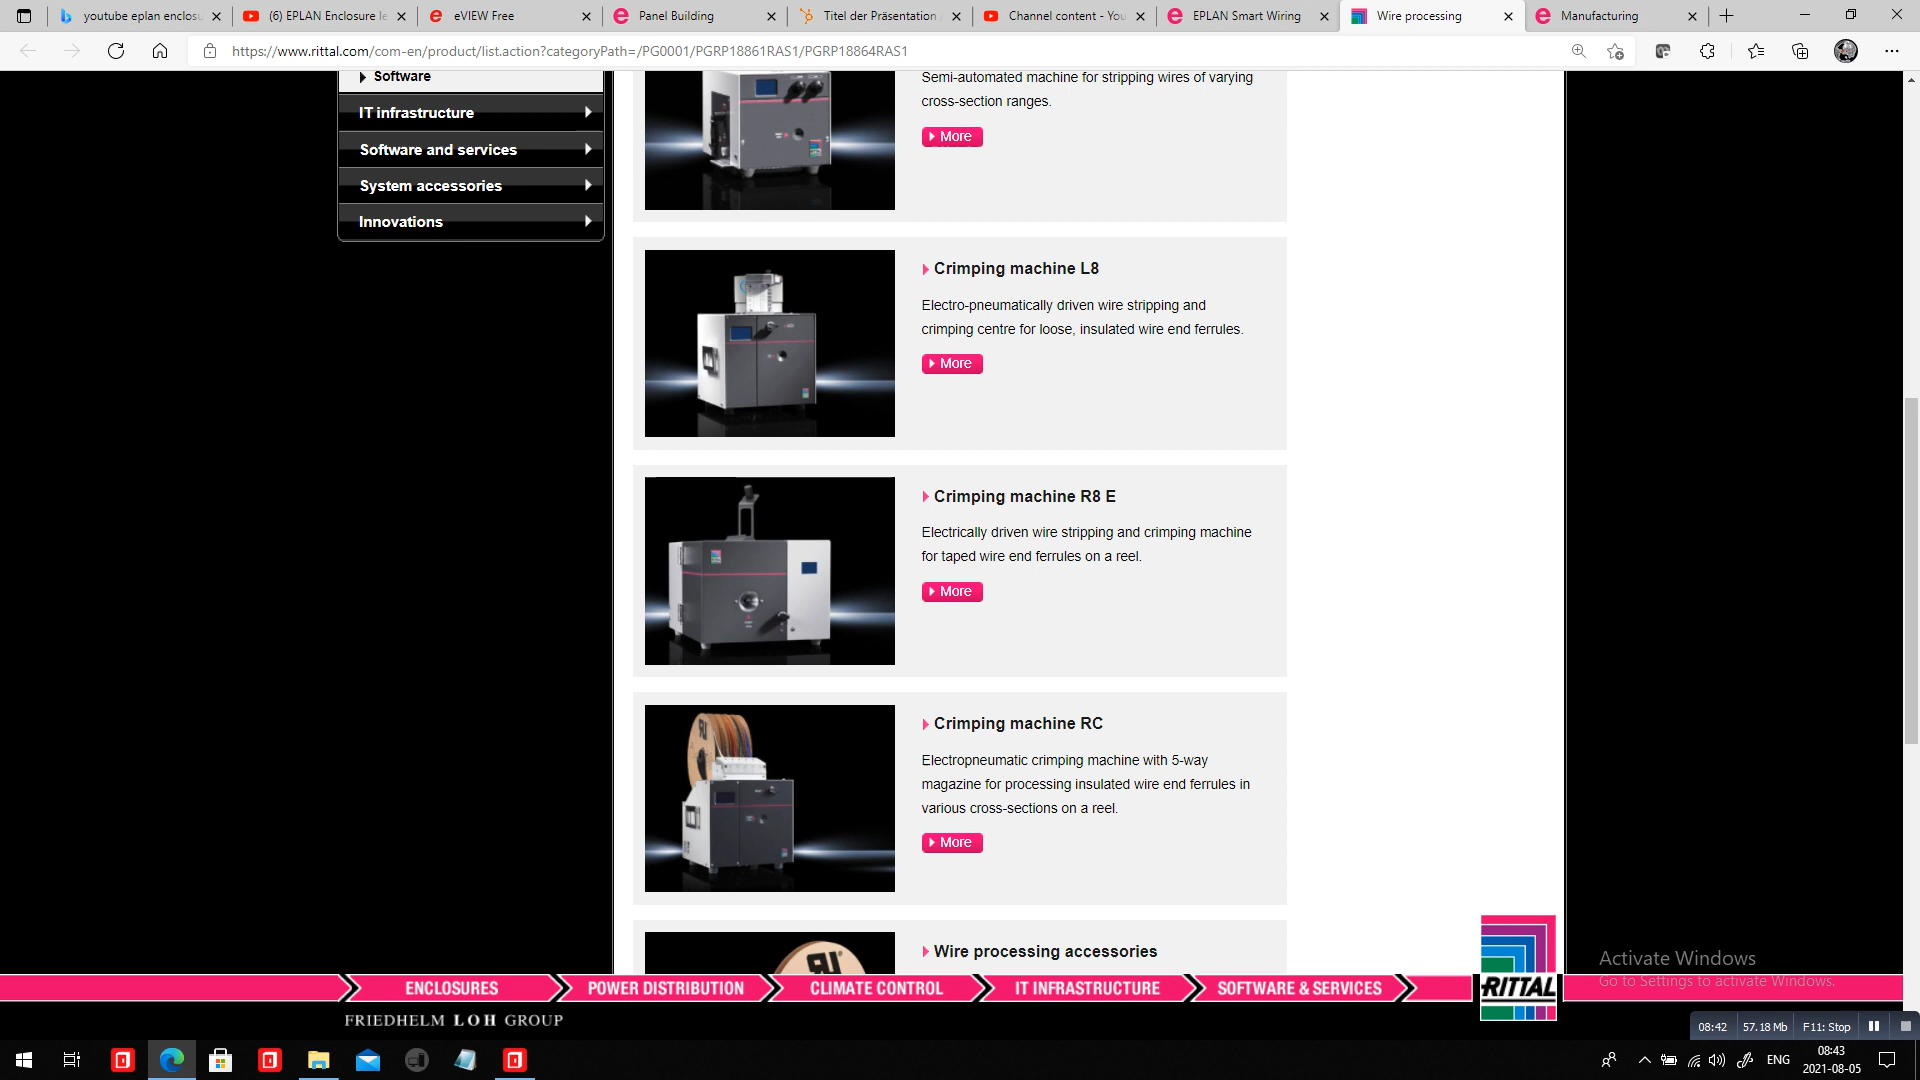 youtube eplan enclosu
(6) EPLAN Enclosure le
eVIEW Free
Panel Building
Titel der Präsentation
Channel content - You
EPLAN Smart Wiring
Wire processing
Manufacturing
https://www.rittal.com/com-en/product/list.action?categoryPath=/PG0001/PGRP18861RAS1/PGRP18864RAS1
Software
IT infrastructure
Software and services
System accessories
Innovations
Semi-automated machine for stripping wires of varying
cross-section ranges.
More
Crimping machine L8
Electro-pneumatically driven wire stripping and
crimping centre for loose, insulated wire end ferrules.
More
Crimping machine R8 E
Electrically driven wire stripping and crimping machine
for taped wire end ferrules on a reel.
More
Crimping machine RC
Electropneumatic crimping machine with 5-way
magazine for processing insulated wire end ferrules in
various cross-sections on a reel.
More
Wire processing accessories
Activate Windows
Go to Settings to activate Windows.
ENCLOSURES
POWER DISTRIBUTION
CLIMATE CONTROL
IT INFRASTRUCTURE
SOFTWARE & SERVICES
RITTAL
FRIEDHELM LOH GROUP
08:42
57.18 Mb
F11: Stop
ENG
08:43
2021-08-05